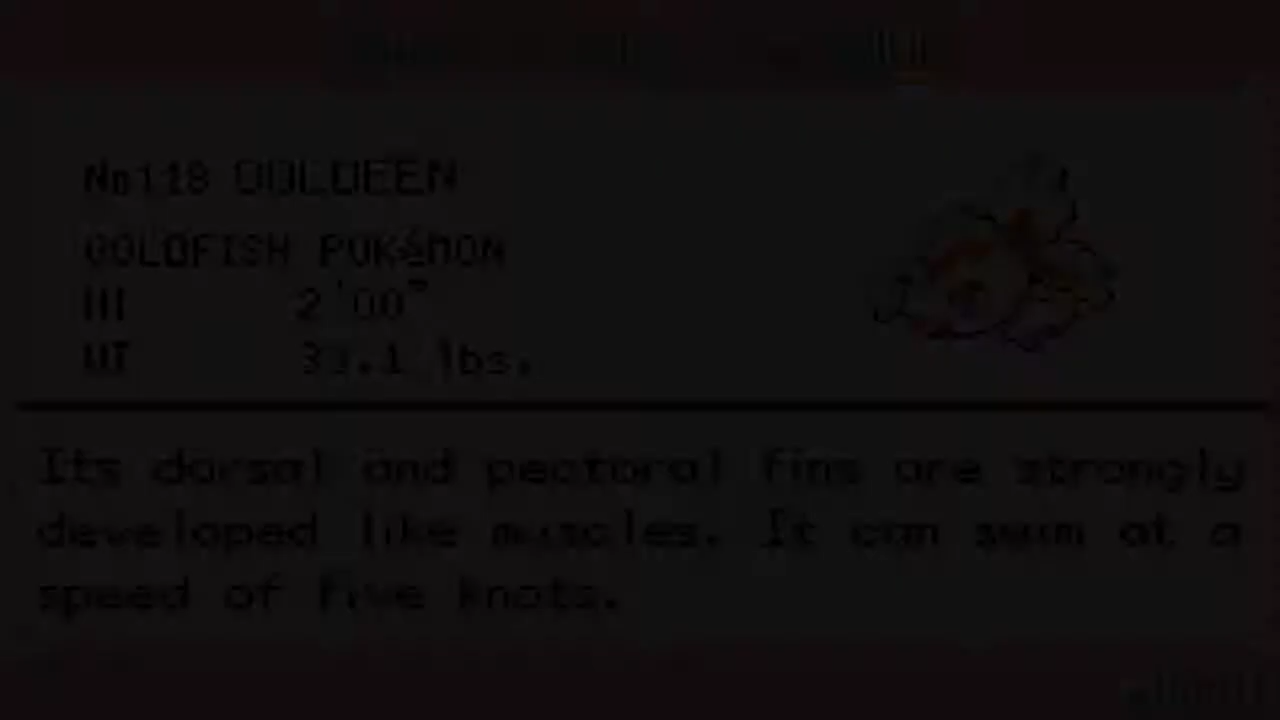 No118 GOLDEEN
GOLDFISH POKéMON
HT 2'00"
WT 33.1 lbs.
Its dorsal and pectoral fins are strongly
developed like muscles. It can swim at a
speed of five knots.